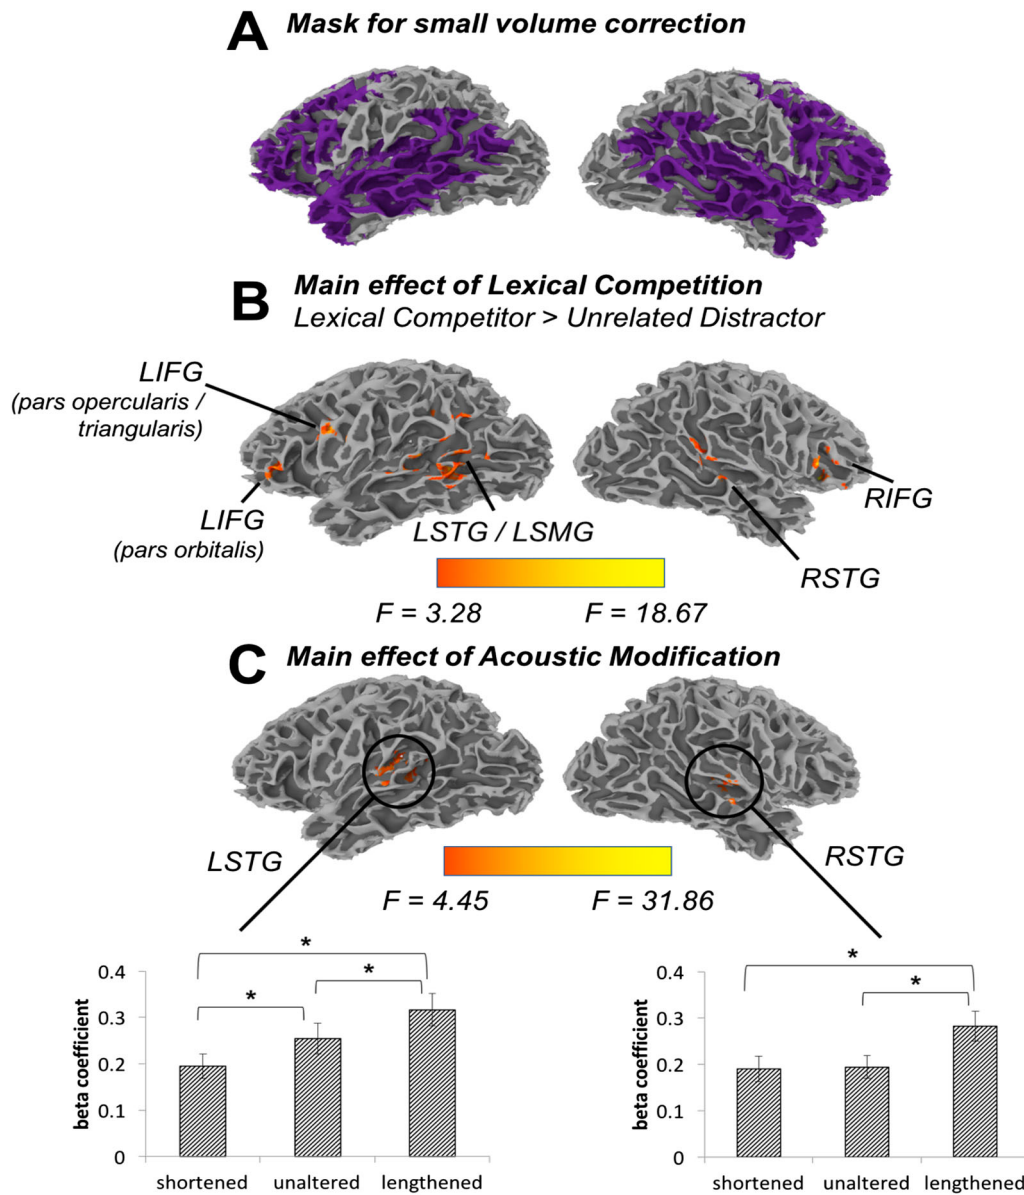 A Mask for small volume correction
B Main effect of Lexical Competition
Lexical Competitor > Unrelated Distractor
LIFG
(pars opercularis /
triangularis)
LIFG
(pars orbitalis)
LSTG / LSMG
RIFG
RSTG
F = 3.28 F = 18.67
C Main effect of Acoustic Modification
LSTG
RSTG
F = 4.45 F = 31.86
*
*
*
beta coefficient
0.4
0.3
0.2
0.1
0
shortened unaltered lengthened
*
*
beta coefficient
0.4
0.3
0.2
0.1
0
shortened unaltered lengthened